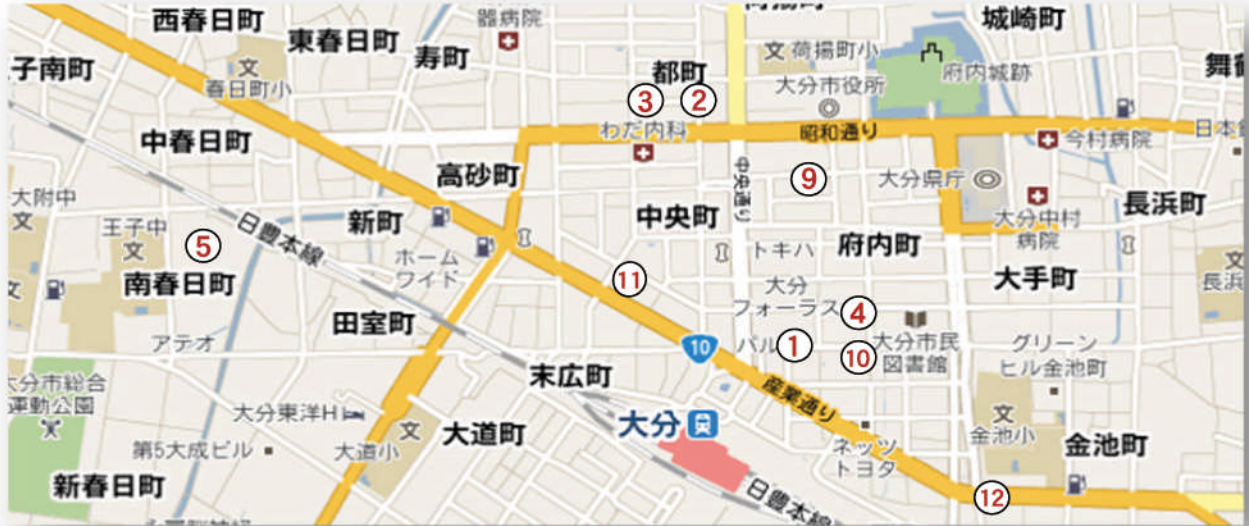 西春日町
東春日町
器病院
寿町
城崎町
子南町
文
春日町小
都町
文 荷揚町小
大分市役所
府内城跡
③
②
わだ内科
昭和通り
今村病院
中春日町
高砂町
中央通り
⑨
大分県庁
大附中
文
王子中
文
⑤
日豊本線
新町
ホーム
ワイド
中央町
トキハ
府内町
大分中村
病院
長浜町
南春日町
⑪
大分
フォーラス
④
大手町
文
田室町
アテオ
10
パル
①
⑩
大分市民
図書館
グリーン
ヒル金池町
末広町
産業通り
大分市総合
運動公園
大分東洋H
大道小
文
大道町
大分
文
金池小
金池町
第5大成ビル
ネッツ
トヨタ
新春日町
日豊本線
⑫